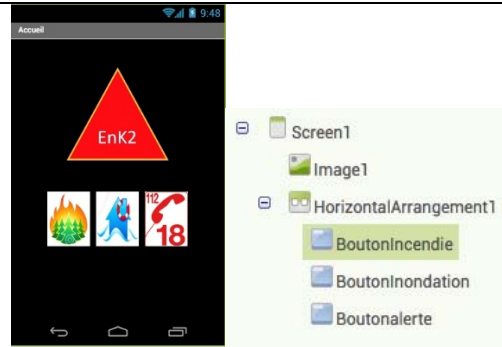 9:48
Accueil
EnK2
112
18
Screen1
Image1
HorizontalArrangement1
BoutonIncendie
BoutonInondation
Boutonalerte